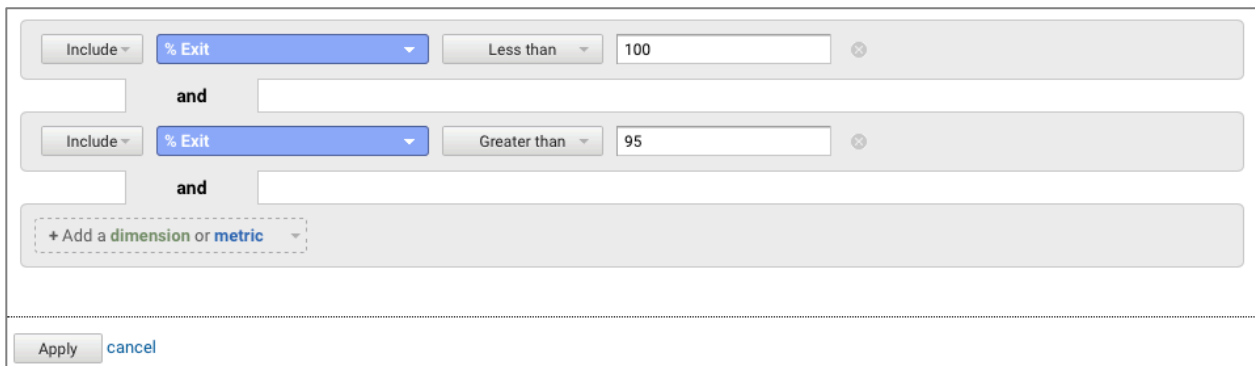 Include % Exit Less than 100
and
Include % Exit Greater than 95
and
+ Add a dimension or metric
Apply cancel